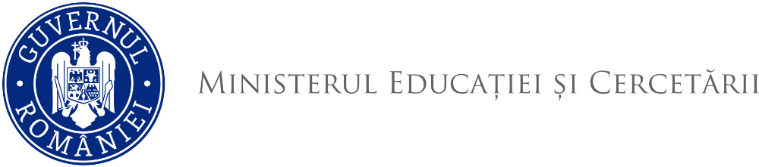 GUVERNUL ROMÂNIEI
MINISTERUL EDUCAȚIEI ȘI CERCETĂRII